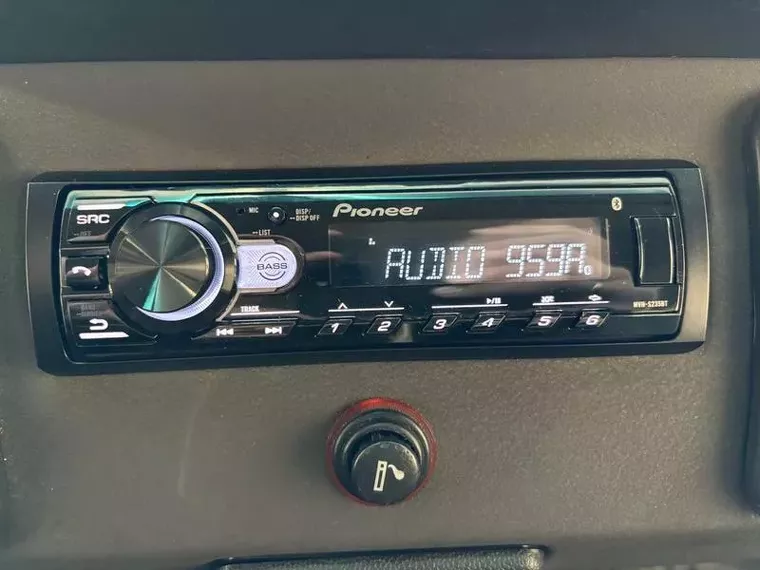 SRC
MIC
DISP/
DISP OFF
Pioneer
LIST
BASS
AUDIO 959A
TRACK
MVH-S235BT
1 2 3 4 5 6